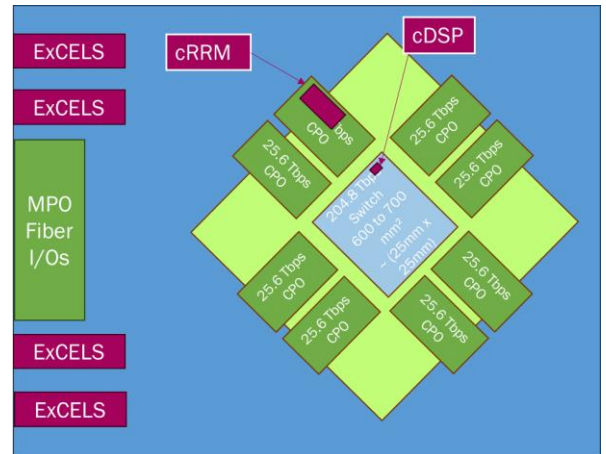 ExCELS
ExCELS
MPO
Fiber
I/Os
ExCELS
ExCELS
cRRM
cDSP
bps
CPO
25.6 Tbps
CPO
25.6 Tbps
CPO
25.6 Tbps
CPO
204.8 Tbps
Switch
600 to 700
mm²
~ (25mm x
25mm)
25.6 Tbps
CPO
25.6 Tbps
CPO
25.6 Tbps
CPO
25.6 Tbps
CPO